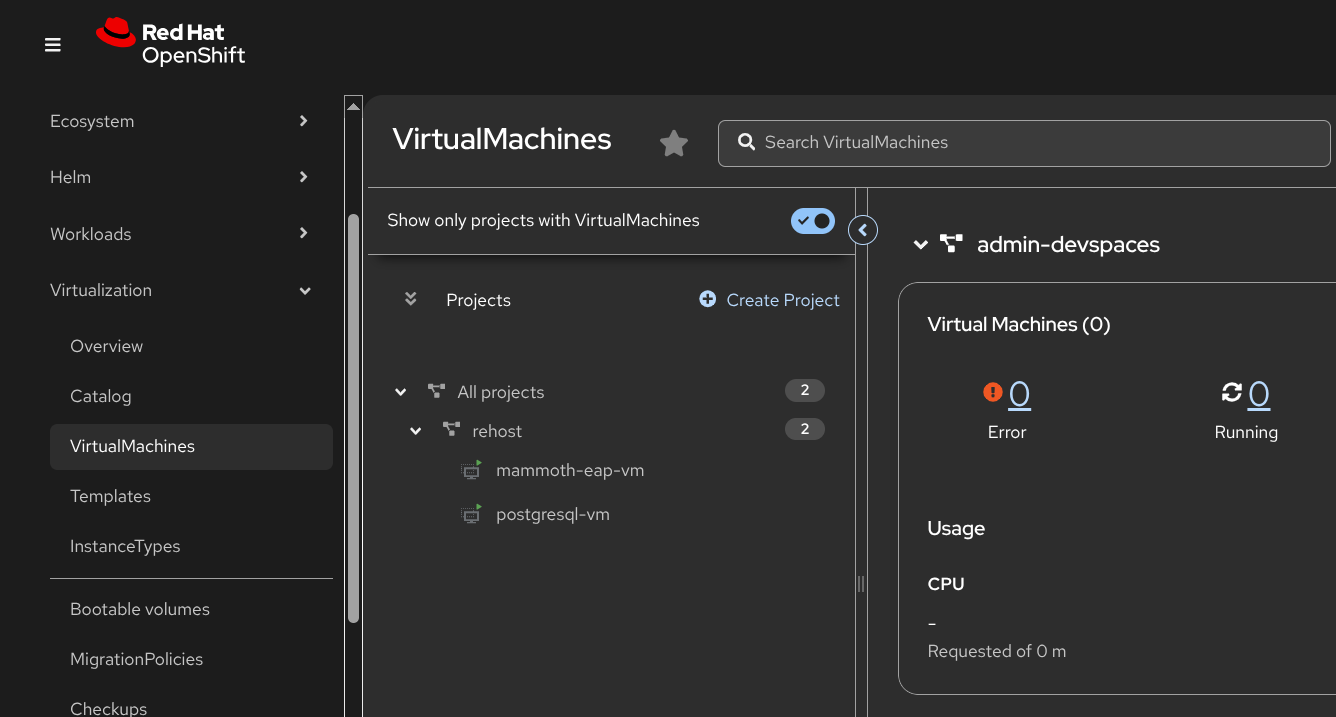 Red Hat
OpenShift
Ecosystem
Helm
Workloads
Virtualization
Overview
Catalog
VirtualMachines
Templates
InstanceTypes
Bootable volumes
MigrationPolicies
Checkups
VirtualMachines
Search VirtualMachines
Show only projects with VirtualMachines
Projects
Create Project
All projects 2
rehost 2
mammoth-eap-vm
postgresql-vm
admin-devspaces
Virtual Machines (0)
0 0
Error Running
Usage
CPU
-
Requested of 0 m